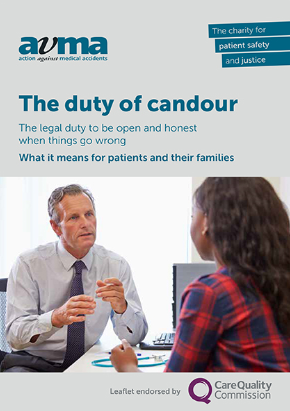 avma
action against medical accidents
The charity for
patient safety
and justice
The duty of candour
The legal duty to be open and honest
when things go wrong
What it means for patients and their families
Leaflet endorsed by
CareQuality
Commission